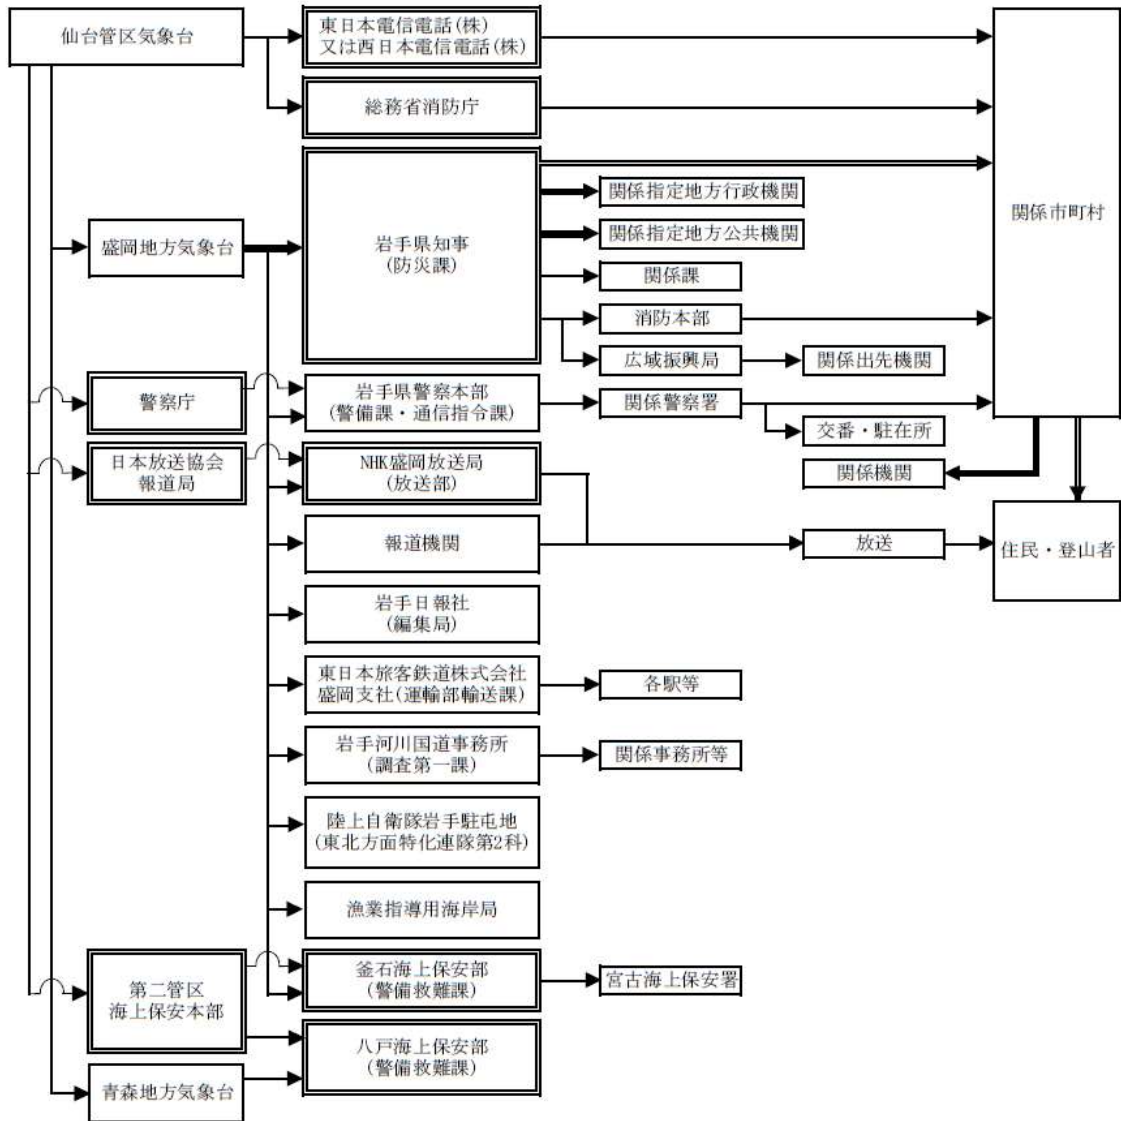 仙台管区気象台
東日本電信電話(株)
又は西日本電信電話(株)
総務省消防庁
関係市町村
盛岡地方気象台
岩手県知事
(防災課)
関係指定地方行政機関
関係指定地方公共機関
関係課
消防本部
広域振興局
関係出先機関
警察庁
岩手県警察本部
(警備課・通信指令課)
関係警察署
交番・駐在所
日本放送協会
報道局
NHK盛岡放送局
(放送部)
関係機関
報道機関
放送
住民・登山者
岩手日報社
(編集局)
東日本旅客鉄道株式会社
盛岡支社(運輸部輸送課)
各駅等
岩手河川国道事務所
(調査第一課)
関係事務所等
陸上自衛隊岩手駐屯地
(東北方面特化連隊第2科)
漁業指導用海岸局
第二管区
海上保安本部
釜石海上保安部
(警備救難課)
宮古海上保安署
八戸海上保安部
(警備救難課)
青森地方気象台